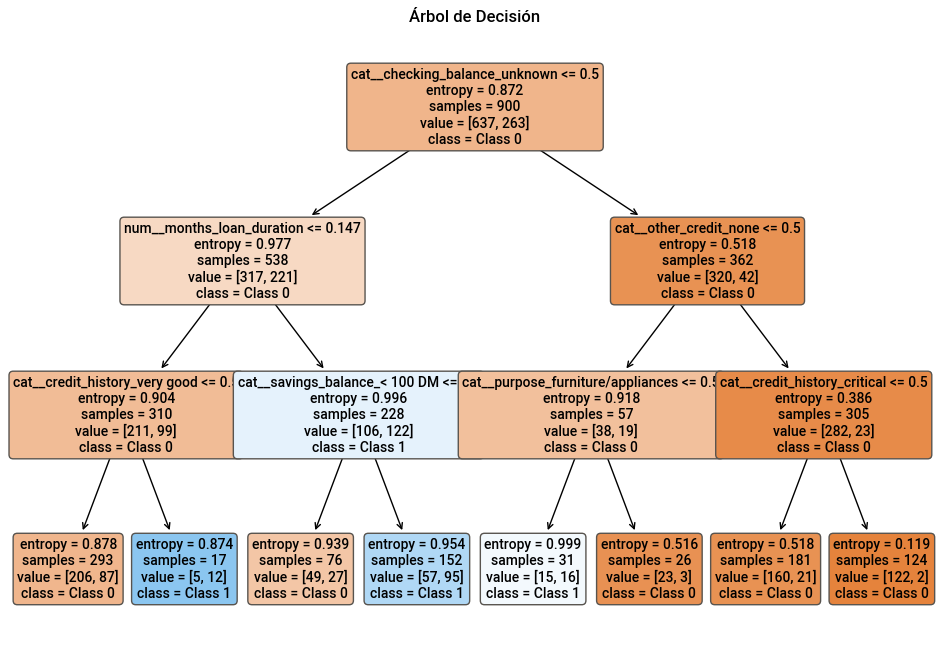 Árbol de Decisión
cat__checking_balance_unknown <= 0.5
entropy = 0.872
samples = 900
value = [637, 263]
class = Class 0
num__months_loan_duration <= 0.147
entropy = 0.977
samples = 538
value = [317, 221]
class = Class 0
cat__other_credit_none <= 0.5
entropy = 0.518
samples = 362
value = [320, 42]
class = Class 0
cat__credit_history_very good <= 0.5
entropy = 0.904
samples = 310
value = [211, 99]
class = Class 0
cat__savings_balance_< 100 DM <=
entropy = 0.996
samples = 228
value = [106, 122]
class = Class 1
cat__purpose_furniture/appliances <= 0.5
entropy = 0.918
samples = 57
value = [38, 19]
class = Class 0
cat__credit_history_critical <= 0.5
entropy = 0.386
samples = 305
value = [282, 23]
class = Class 0
entropy = 0.878
samples = 293
value = [206, 87]
class = Class 0
entropy = 0.874
samples = 17
value = [5, 12]
class = Class 1
entropy = 0.939
samples = 76
value = [49, 27]
class = Class 0
entropy = 0.954
samples = 152
value = [57, 95]
class = Class 1
entropy = 0.999
samples = 31
value = [15, 16]
class = Class 1
entropy = 0.516
samples = 26
value = [23, 3]
class = Class 0
entropy = 0.518
samples = 181
value = [160, 21]
class = Class 0
entropy = 0.119
samples = 124
value = [122, 2]
class = Class 0